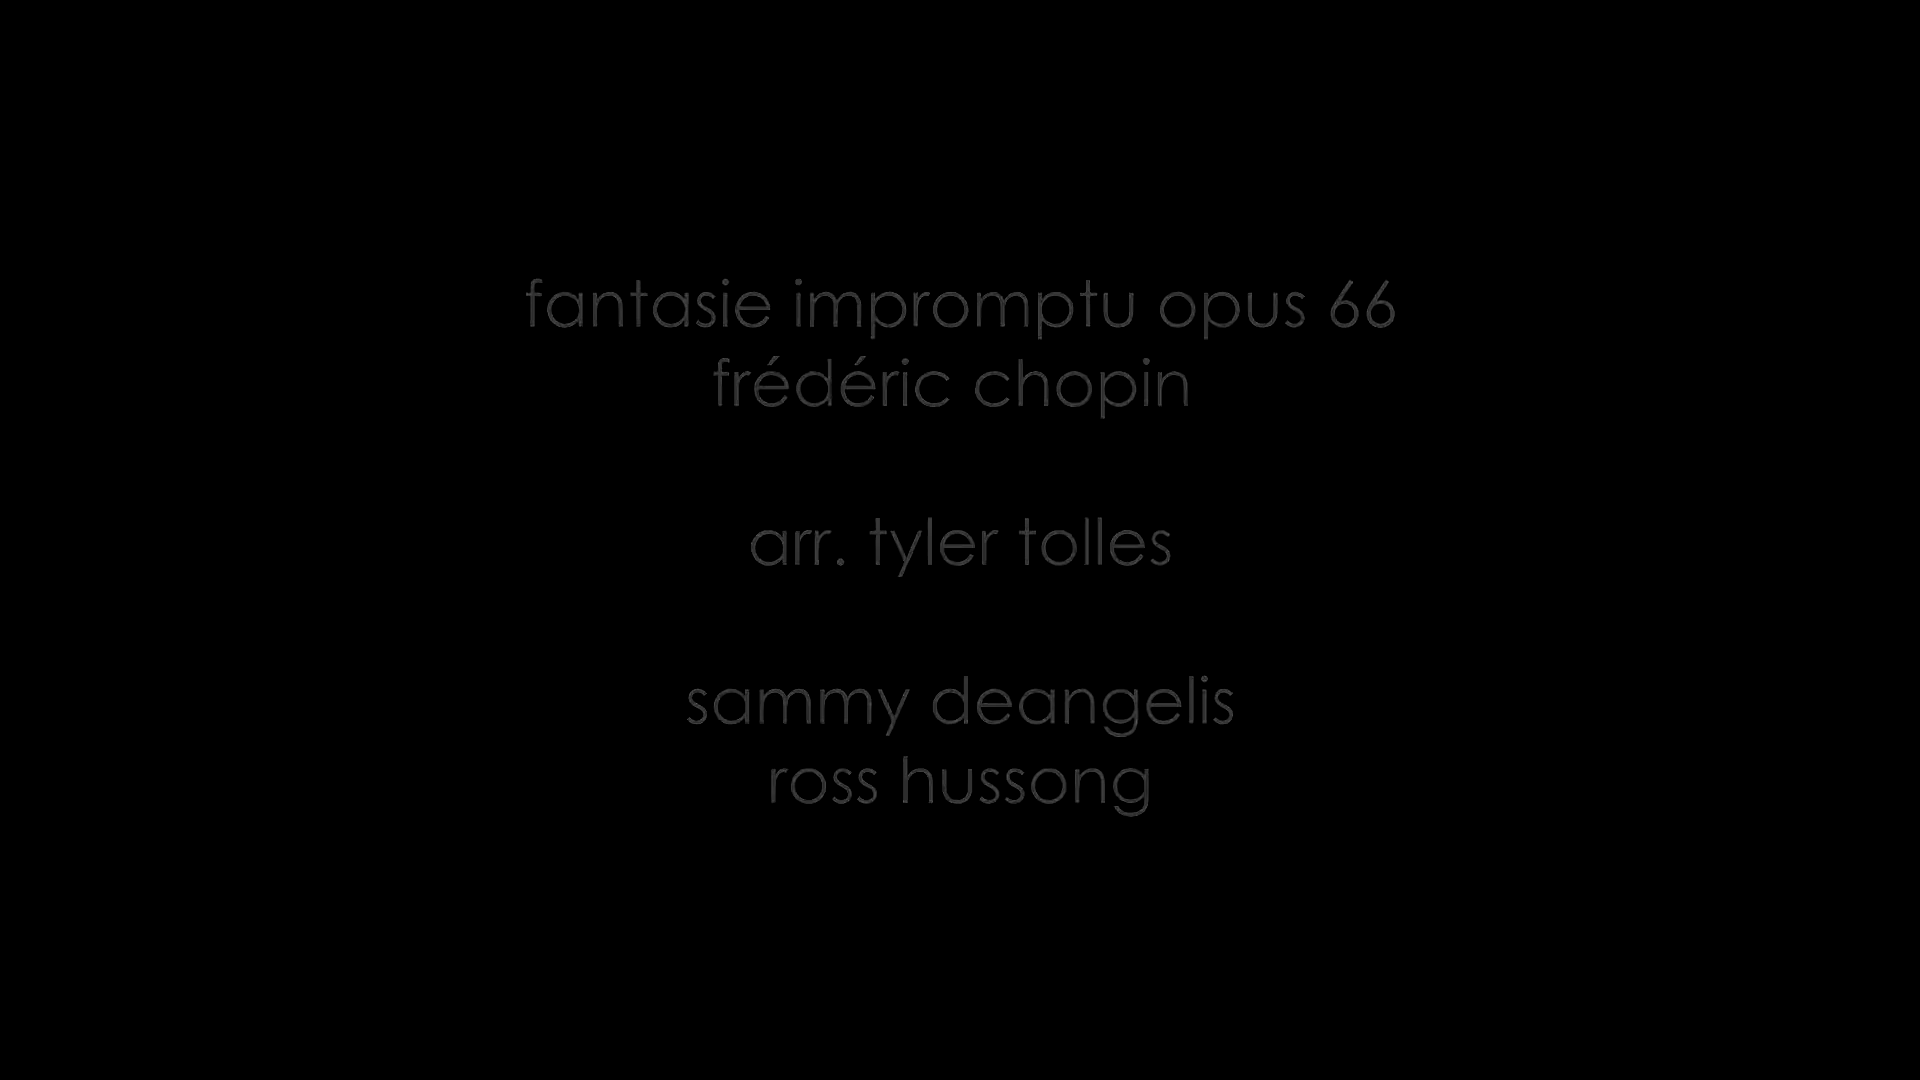 fantasie impromptu opus 66
frédéric chopin
arr. tyler tolles
sammy deangelis
ross hussong